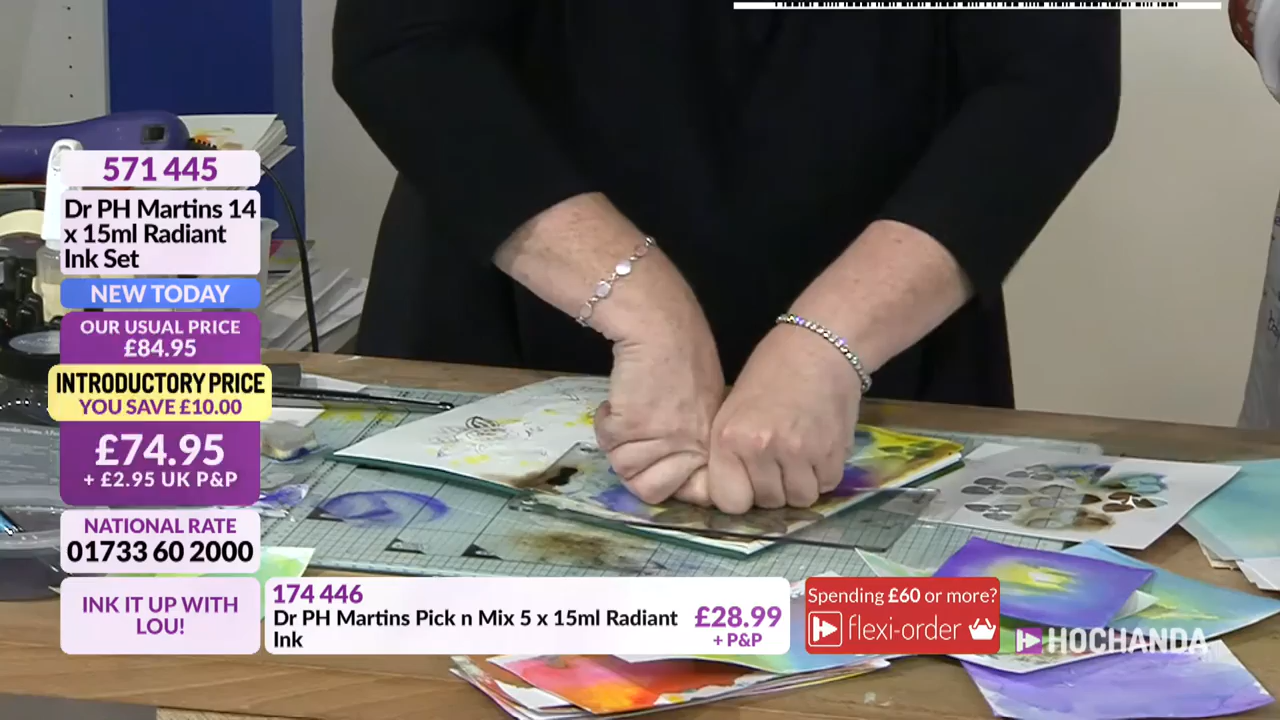 571 445
Dr PH Martins 14
x 15ml Radiant
Ink Set
NEW TODAY
OUR USUAL PRICE
£84.95
INTRODUCTORY PRICE
YOU SAVE £10.00
£74.95
+ £2.95 UK P&P
NATIONAL RATE
01733 60 2000
INK IT UP WITH
LOU!
174 446
Dr PH Martins Pick n Mix 5 x 15ml Radiant
Ink
£28.99
+ P&P
Spending £60 or more?
flexi-order
HOCHANDA